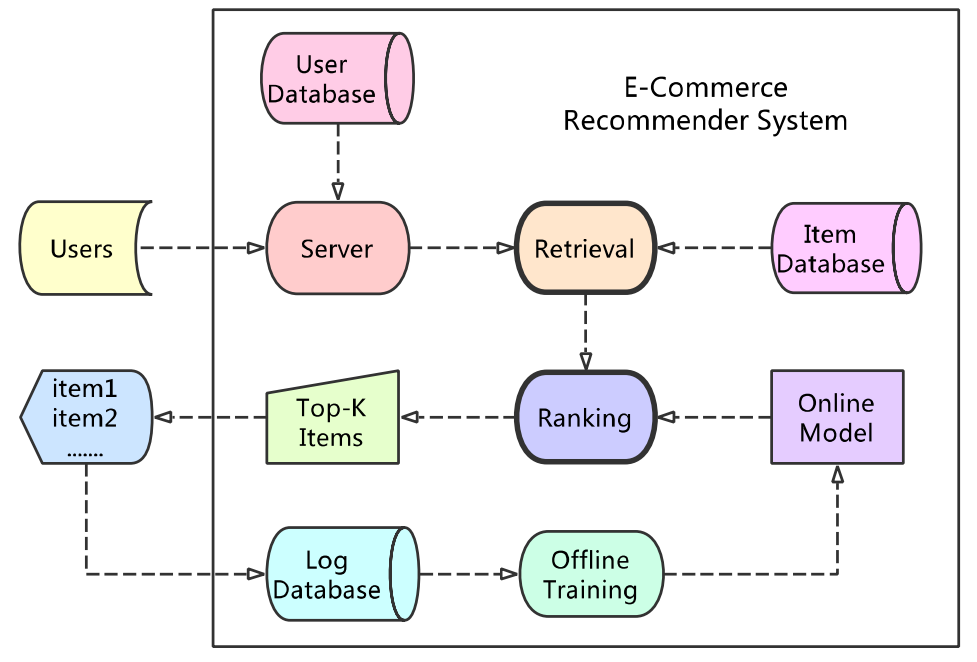 User
Database
E-Commerce
Recommender System
Users
Server
Retrieval
Item
Database
item1
item2
.......
Top-K
Items
Ranking
Online
Model
Log
Database
Offline
Training